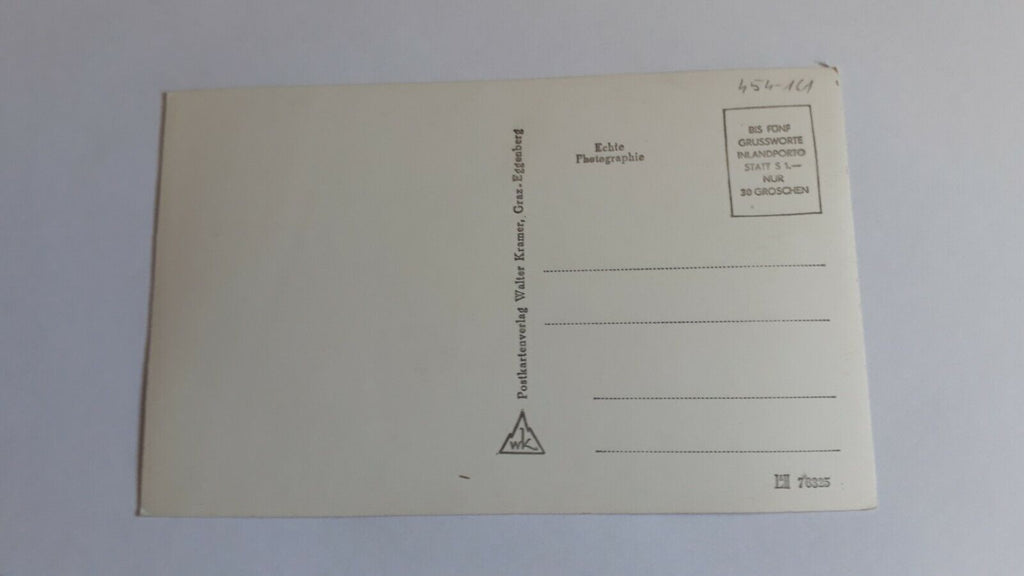 454-161
Echte
Photographie
BIS FÜNF
GRUSSWORTE
INLANDPORTO
STATT S 1.—
NUR
30 GROSCHEN
Postkartenverlag Walter Kramer, Graz-Eggenberg
WK
76325